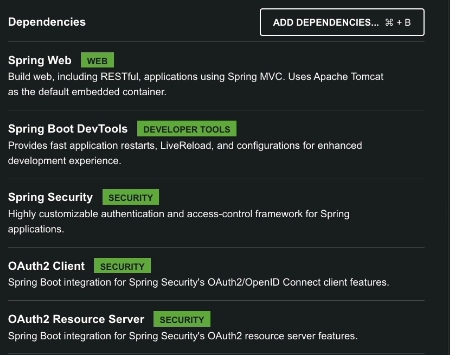 Dependencies
ADD DEPENDENCIES... ⌘ + B
Spring Web WEB
Build web, including RESTful, applications using Spring MVC. Uses Apache Tomcat
as the default embedded container.
Spring Boot DevTools DEVELOPER TOOLS
Provides fast application restarts, LiveReload, and configurations for enhanced
development experience.
Spring Security SECURITY
Highly customizable authentication and access-control framework for Spring
applications.
OAuth2 Client SECURITY
Spring Boot integration for Spring Security's OAuth2/OpenID Connect client features.
OAuth2 Resource Server SECURITY
Spring Boot integration for Spring Security's OAuth2 resource server features.